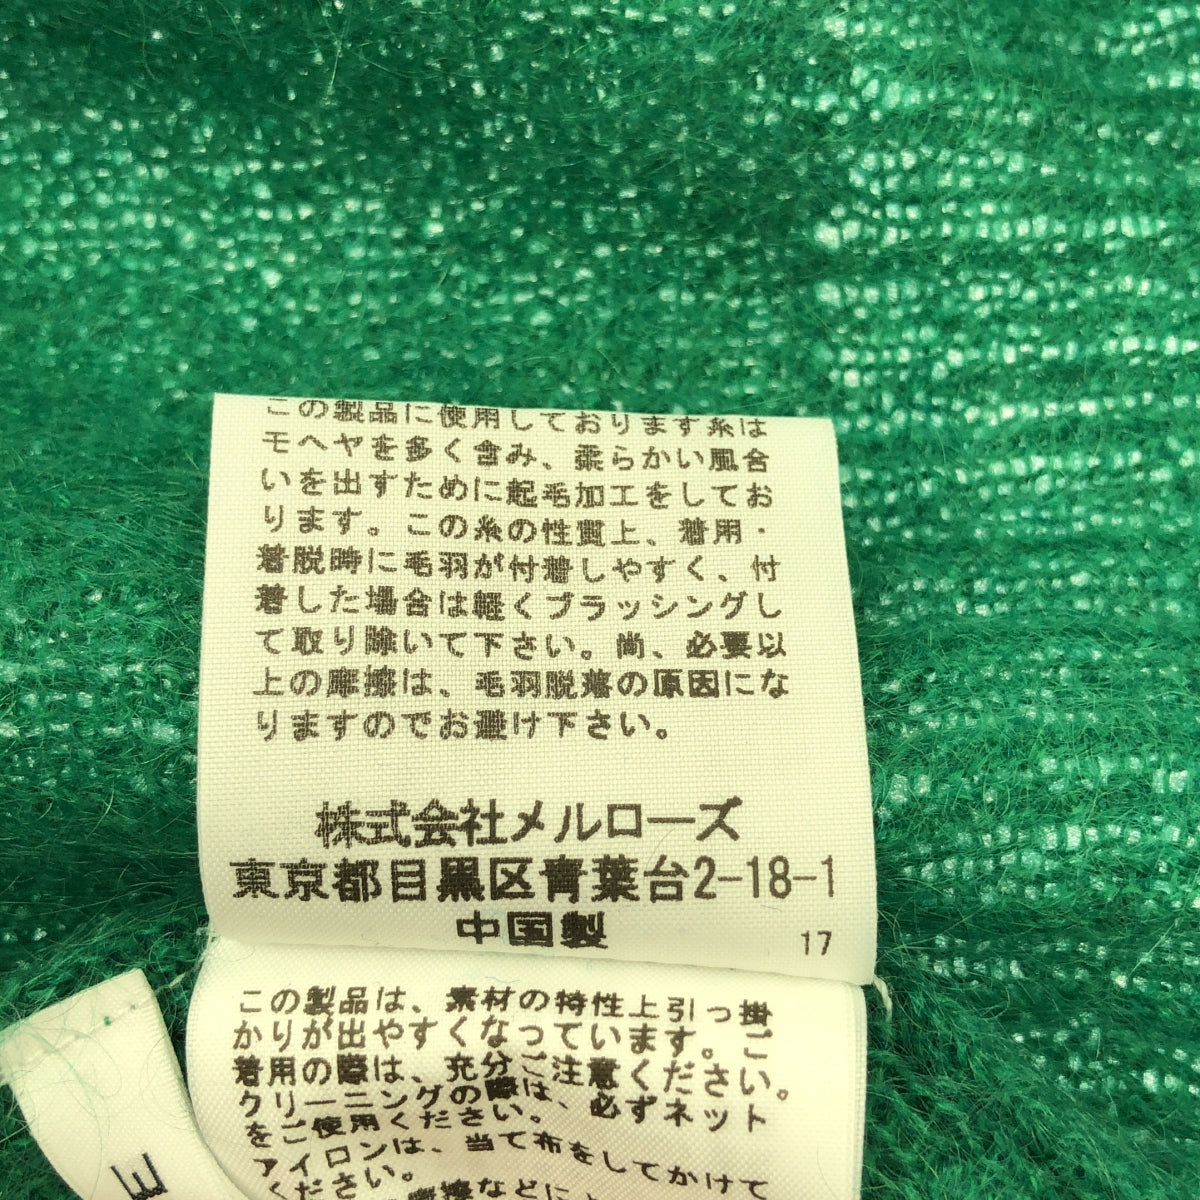 この製品に使用しております糸は
モヘヤを多く含み、柔らかい風合
いを出すために起毛加工をしてお
ります。この糸の性質上、着用・
着脱時に毛羽が付着しやすく、付
着した場合は軽くブラッシングし
て取り除いて下さい。尚、必要以
上の摩擦は、毛羽脱落の原因にな
りますのでお避け下さい。
株式会社メルローズ
東京都目黒区青葉台2-18-1
中国製
17
この製品は、素材の特性上引っ掛
かりが出やすくなっています。ご
着用の際は、充分ご注意ください。
クリーニングの際は、必ずネット
をご使用ください。
アイロンは、当て布をしてかけて
ください。
摩擦などに